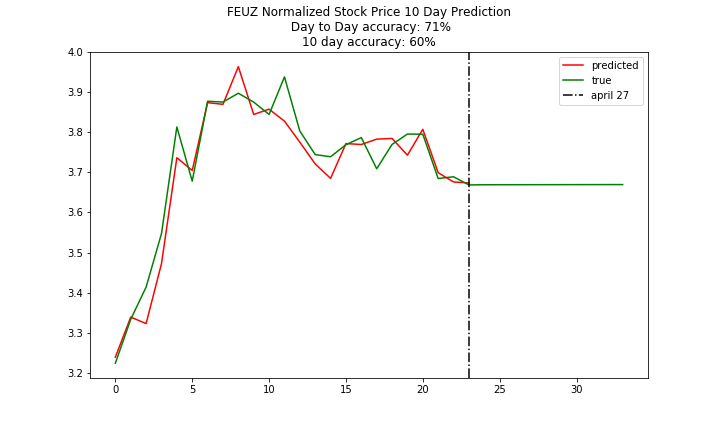 FEUZ Normalized Stock Price 10 Day Prediction
Day to Day accuracy: 71%
10 day accuracy: 60%
4.0
3.9
3.8
3.7
3.6
3.5
3.4
3.3
3.2
predicted
true
april 27
0
5
10
15
20
25
30